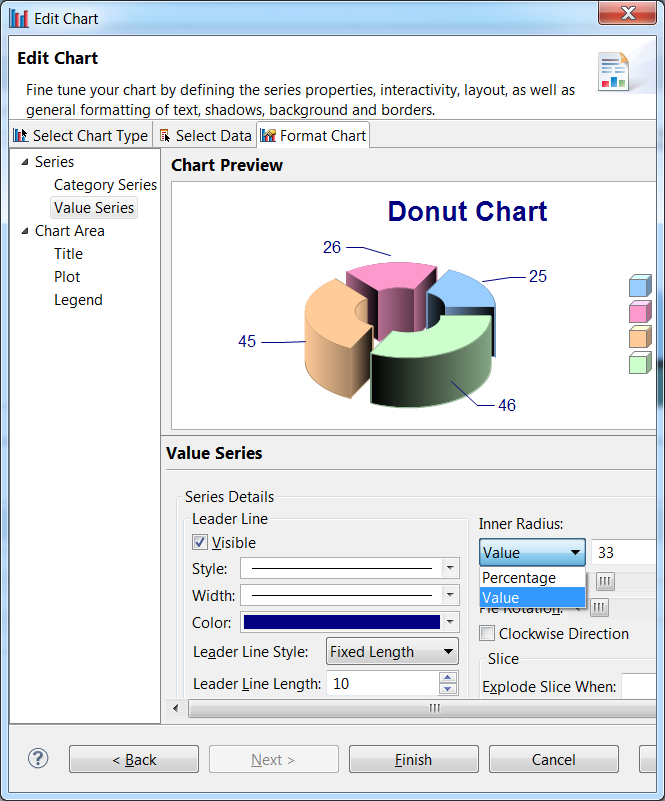 Edit Chart
Edit Chart
Fine tune your chart by defining the series properties, interactivity, layout, as well as
general formatting of text, shadows, background and borders.
Select Chart Type Select Data Format Chart
Series
Category Series
Value Series
Chart Area
Title
Plot
Legend
Chart Preview
Donut Chart
26
25
45
46
Value Series
Series Details
Leader Line
Visible
Style:
Width:
Color:
Leader Line Style: Fixed Length
Leader Line Length: 10
Inner Radius:
Value 33
Percentage
Value
Pie Rotation:
Clockwise Direction
Slice
Explode Slice When:
? < Back Next > Finish Cancel